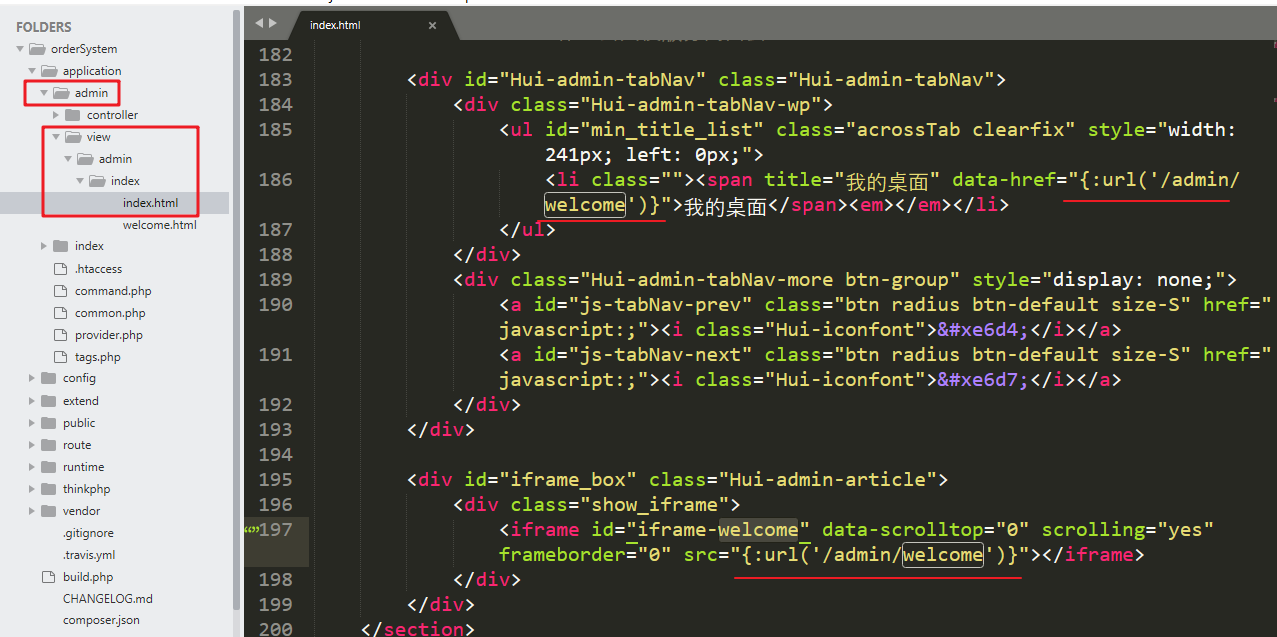 FOLDERS
orderSystem
application
admin
controller
view
admin
index
index.html
welcome.html
index
.htaccess
command.php
common.php
provider.php
tags.php
config
extend
public
route
runtime
thinkphp
vendor
.gitignore
.travis.yml
build.php
CHANGELOG.md
composer.json
index.html ×
182
183 <div id="Hui-admin-tabNav" class="Hui-admin-tabNav">
184 <div class="Hui-admin-tabNav-wp">
185 <ul id="min_title_list" class="acrossTab clearfix" style="width:
241px; left: 0px;">
186 <li class=""><span title="我的桌面" data-href="{:url('/admin/
welcome')}">我的桌面</span><em></em></li>
187 </ul>
188 </div>
189 <div class="Hui-admin-tabNav-more btn-group" style="display: none;">
190 <a id="js-tabNav-prev" class="btn radius btn-default size-S" href="
javascript:;"><i class="Hui-iconfont">&#xe6d4;</i></a>
191 <a id="js-tabNav-next" class="btn radius btn-default size-S" href="
javascript:;"><i class="Hui-iconfont">&#xe6d7;</i></a>
192 </div>
193 </div>
194
195 <div id="iframe_box" class="Hui-admin-article">
196 <div class="show_iframe">
197 <iframe id="iframe-welcome" data-scrolltop="0" scrolling="yes"
frameborder="0" src="{:url('/admin/welcome')}"></iframe>
198 </div>
199 </div>
200 </section>